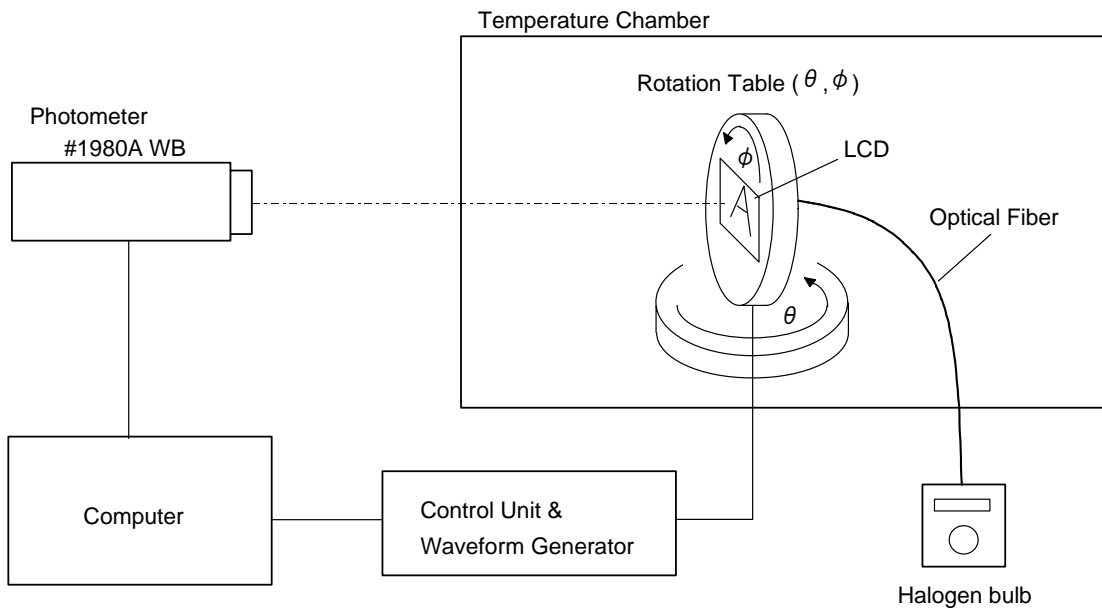 Temperature Chamber
Rotation Table ( θ , φ )
Photometer
#1980A WB
φ
LCD
A
Optical Fiber
θ
Computer
Control Unit &
Waveform Generator
Halogen bulb